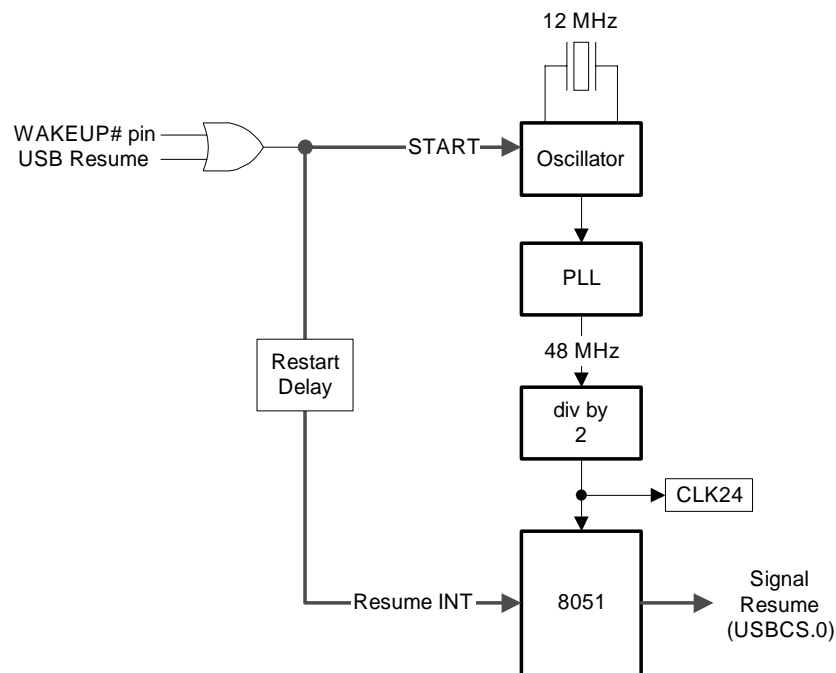 12 MHz
WAKEUP# pin
USB Resume
START
Oscillator
PLL
48 MHz
Restart
Delay
div by
2
CLK24
Resume INT
8051
Signal
Resume
(USBCS.0)